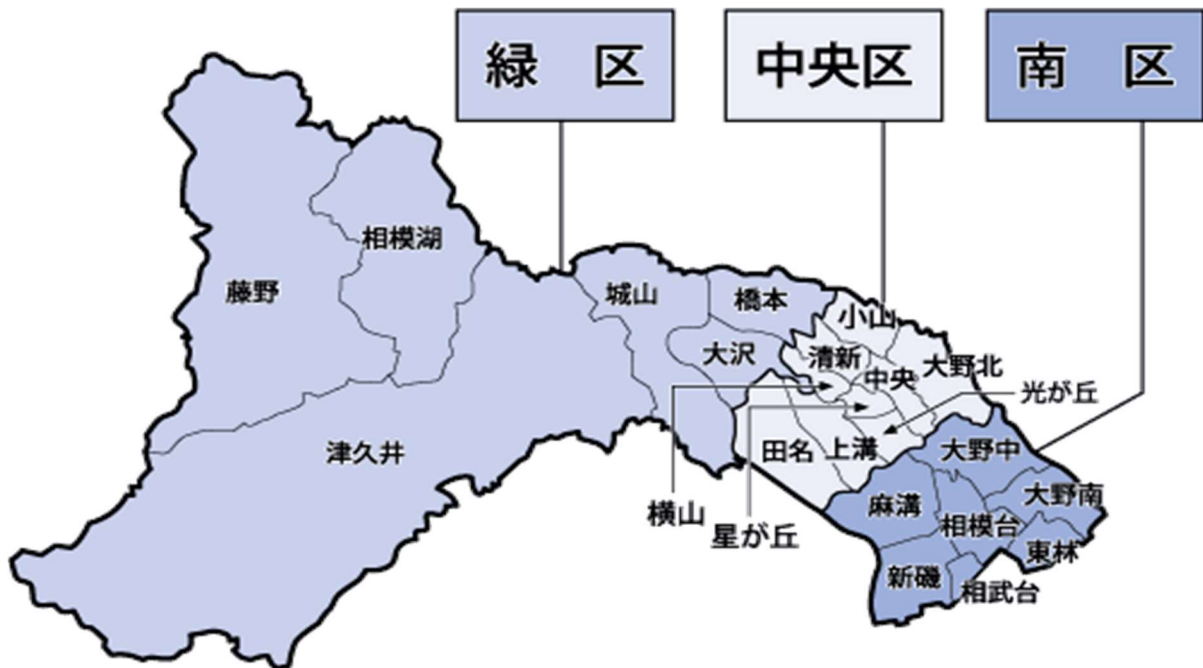 緑 区
中央区
南 区
相模湖
藤野
城山
橋本
小山
大沢
清新
中央
大野北
光が丘
津久井
田名
上溝
大野中
横山
星が丘
麻溝
相模台
大野南
東林
新磯
相武台